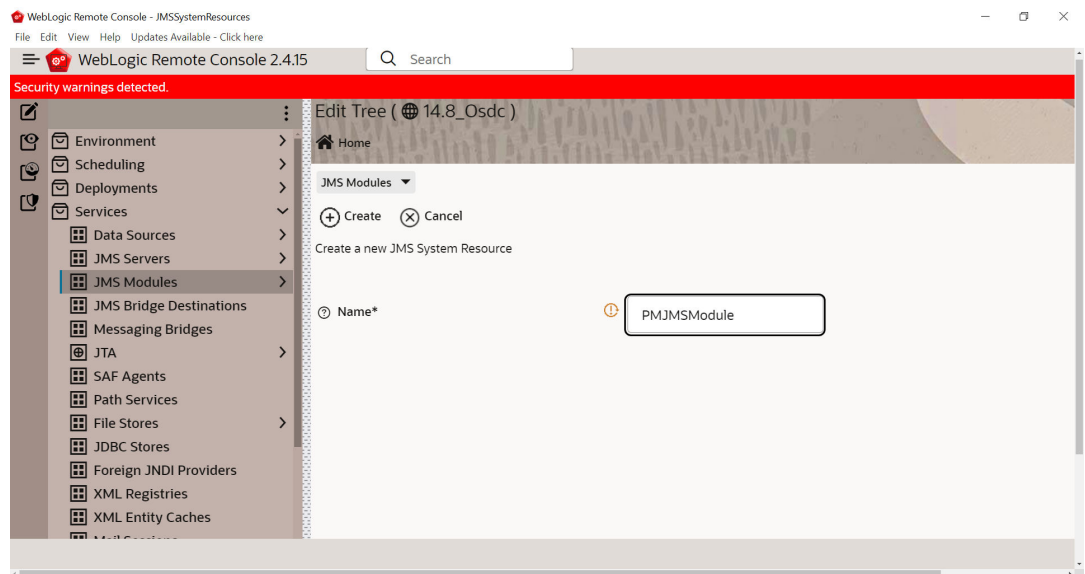 WebLogic Remote Console - JMSSystemResources
File Edit View Help Updates Available - Click here
WebLogic Remote Console 2.4.15
Search
Security warnings detected.
Edit Tree ( 14.8_Osdc )
Home
Environment
Scheduling
Deployments
Services
Data Sources
JMS Servers
JMS Modules
JMS Bridge Destinations
Messaging Bridges
JTA
SAF Agents
Path Services
File Stores
JDBC Stores
Foreign JNDI Providers
XML Registries
XML Entity Caches
JMS Modules
Create Cancel
Create a new JMS System Resource
Name* PMJMSModule